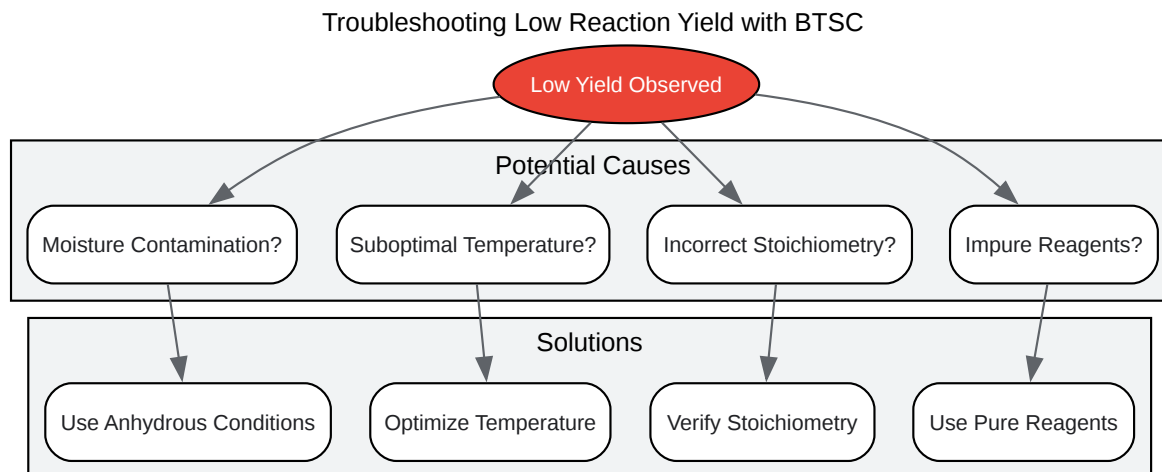 Troubleshooting Low Reaction Yield with BTSC
Low Yield Observed
Potential Causes
Moisture Contamination?
Suboptimal Temperature?
Incorrect Stoichiometry?
Impure Reagents?
Solutions
Use Anhydrous Conditions
Optimize Temperature
Verify Stoichiometry
Use Pure Reagents